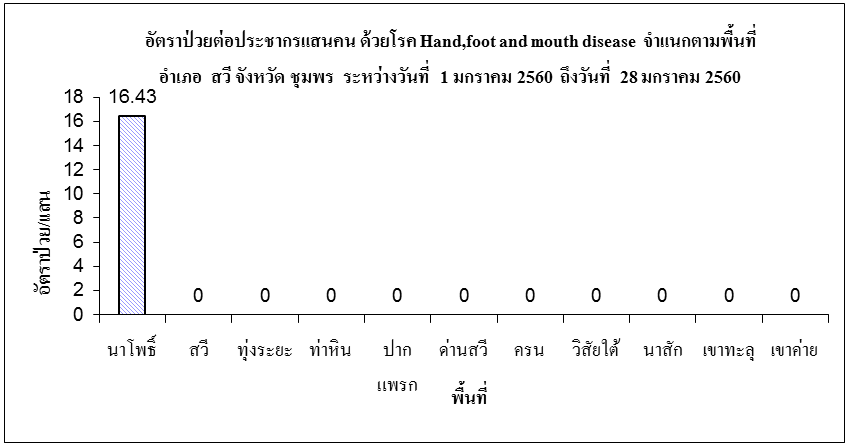 อัตราป่วยต่อประชากรแสนคน ด้วยโรค Hand,foot and mouth disease จำแนกตามพื้นที่
อำเภอ สวี จังหวัด ชุมพร ระหว่างวันที่ 1 มกราคม 2560 ถึงวันที่ 28 มกราคม 2560
อัตราป่วย/แสน
18
16
14
12
10
8
6
4
2
0
16.43 0 0 0 0 0 0 0 0 0 0
นาโพธิ์ สวี ทุ่งระยะ ท่าหิน ปาก ด่านสวี ครน วิสัยใต้ นาสัก เขาทะลุ เขาค่าย
แพรก
พื้นที่